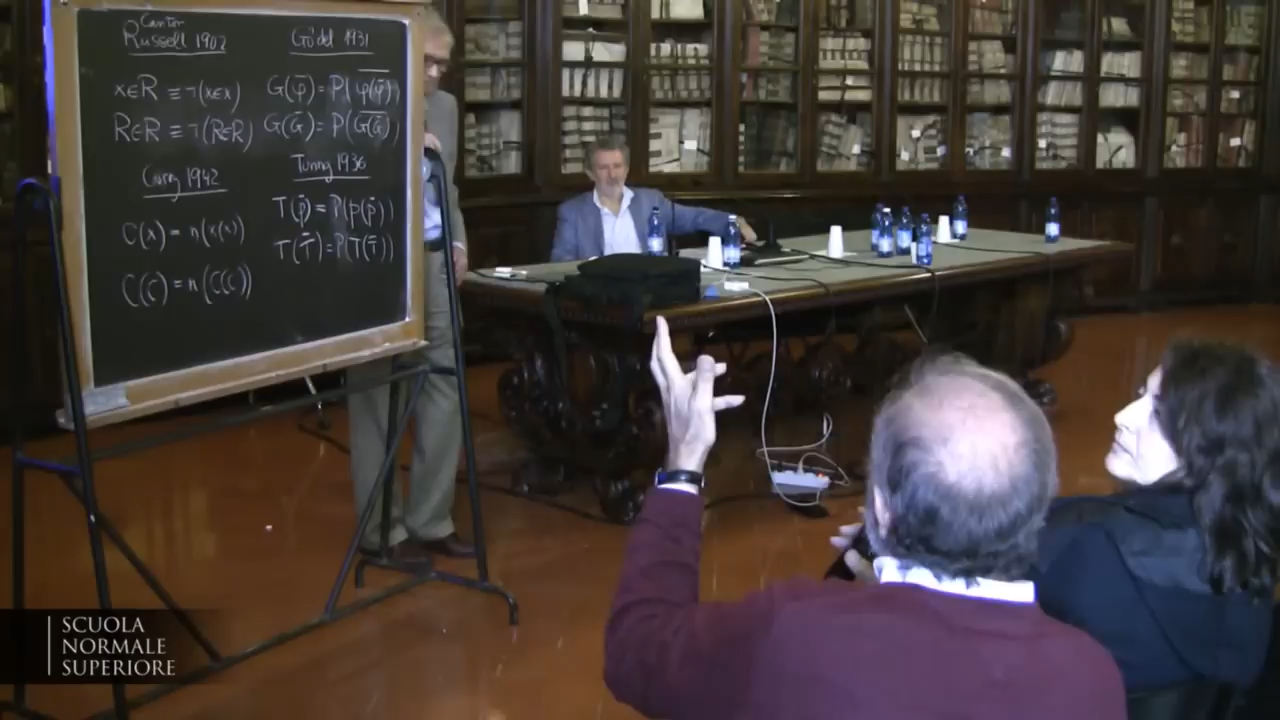 Cantor
Russell 1902
x∈R ≡ ¬(x∈x)
R∈R ≡ ¬(R∈R)
Curry 1942
C(x) = n(x(x))
C(C) = n(C(C))
Gödel 1931
G(φ̅) = P(φ̅(φ̅))
G(G̅) = P(G̅(G̅))
Turing 1936
T(p̄) = P(p(p̄))
T(T̄) = P(T(T̄))
SCUOLA
NORMALE
SUPERIORE